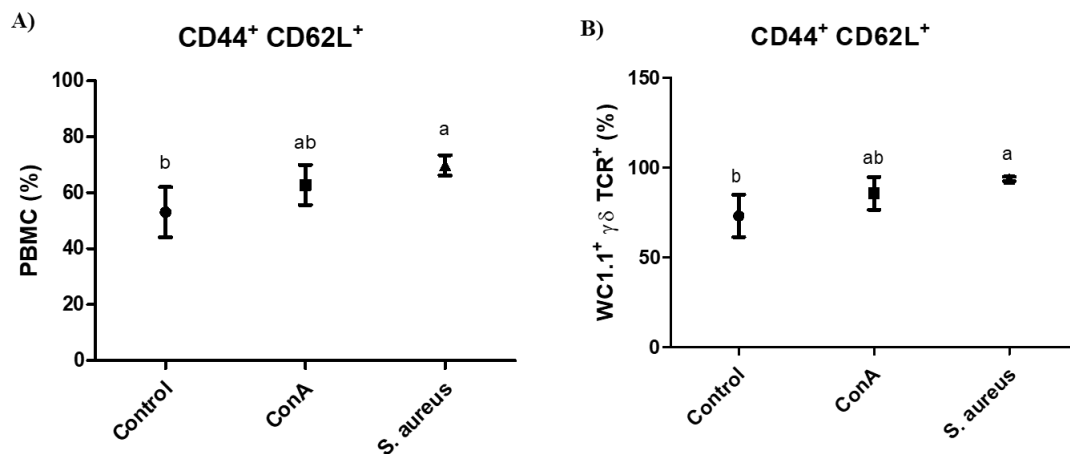 A)
CD44⁺ CD62L⁺
PBMC (%)
100
80
60
40
20
0
b
ab
a
Control
ConA
S. aureus
B)
CD44⁺ CD62L⁺
WC1.1⁺ γδ TCR⁺ (%)
150
100
50
0
b
ab
a
Control
ConA
S. aureus